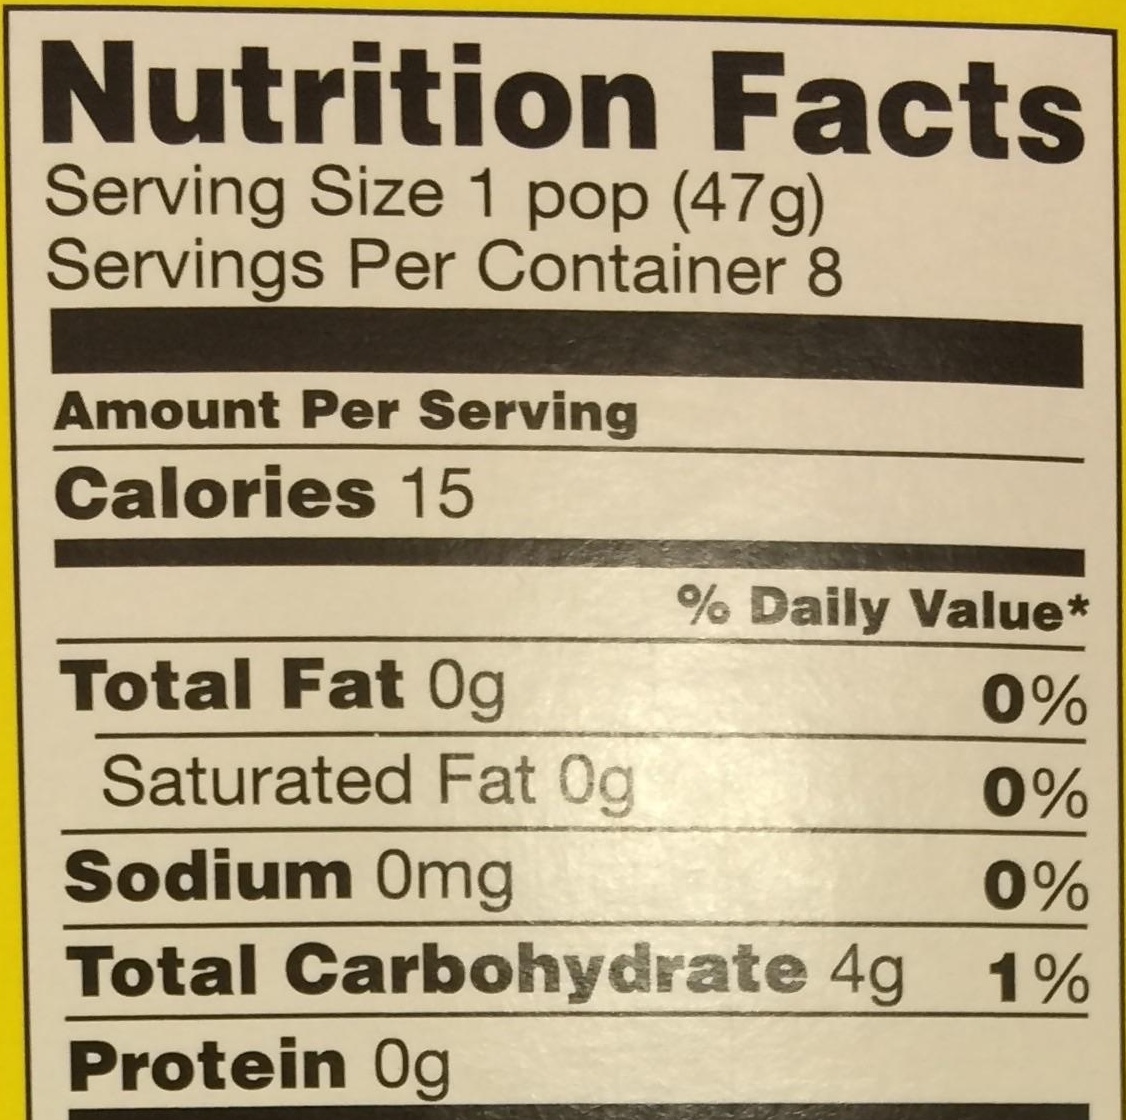 Nutrition Facts
Serving Size 1 pop (47g)
Servings Per Container 8
Amount Per Serving
Calories 15
% Daily Value*
Total Fat 0g 0%
Saturated Fat 0g 0%
Sodium 0mg 0%
Total Carbohydrate 4g 1%
Protein 0g